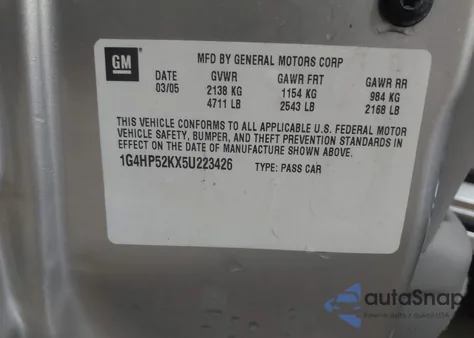 GM
MFD BY GENERAL MOTORS CORP
DATE GVWR GAWR FRT GAWR RR
03/05 2138 KG 1154 KG 984 KG
4711 LB 2543 LB 2168 LB
THIS VEHICLE CONFORMS TO ALL APPLICABLE U.S. FEDERAL MOTOR
VEHICLE SAFETY, BUMPER, AND THEFT PREVENTION STANDARDS IN
EFFECT ON THE DATE OF MANUFACTURE SHOWN ABOVE.
1G4HP52KX5U223426 TYPE: PASS CAR
autoSnap